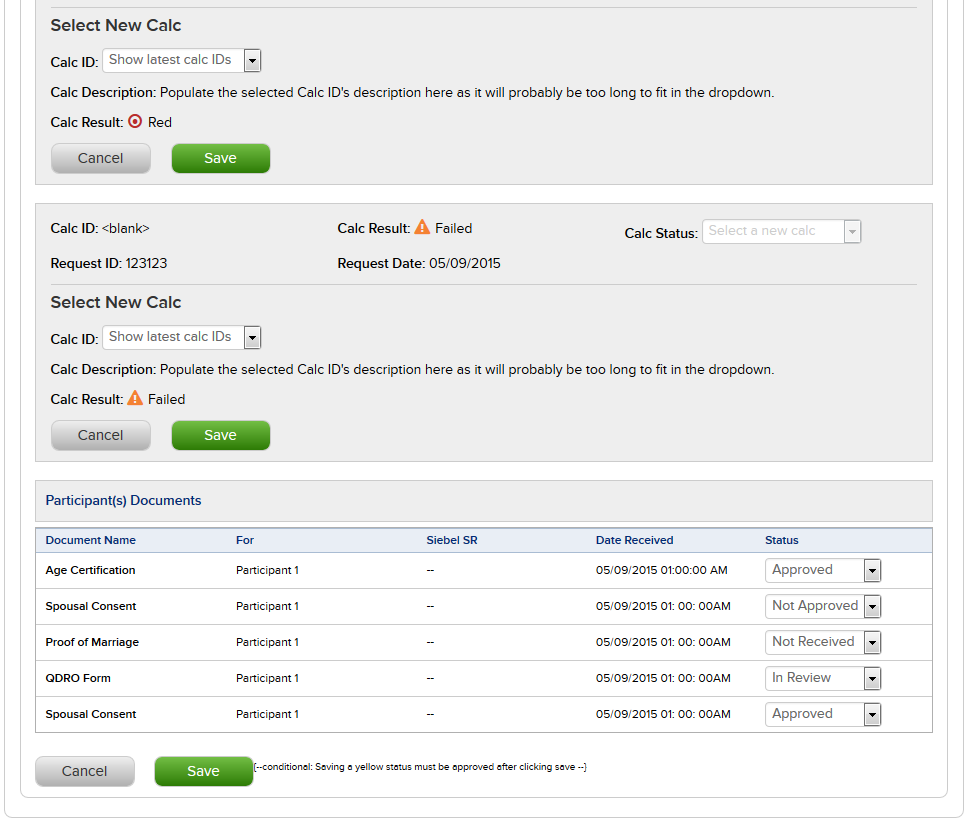 Select New Calc
Calc ID: Show latest calc IDs
Calc Description: Populate the selected Calc ID's description here as it will probably be too long to fit in the dropdown.
Calc Result: Red
Cancel Save
Calc ID: <blank> Calc Result: Failed Calc Status: Select a new calc
Request ID: 123123 Request Date: 05/09/2015
Select New Calc
Calc ID: Show latest calc IDs
Calc Description: Populate the selected Calc ID's description here as it will probably be too long to fit in the dropdown.
Calc Result: Failed
Cancel Save
Participant(s) Documents
Document Name For Siebel SR Date Received Status
Age Certification Participant 1 -- 05/09/2015 01:00:00 AM Approved
Spousal Consent Participant 1 -- 05/09/2015 01: 00: 00AM Not Approved
Proof of Marriage Participant 1 -- 05/09/2015 01: 00: 00AM Not Received
QDRO Form Participant 1 -- 05/09/2015 01: 00: 00AM In Review
Spousal Consent Participant 1 -- 05/09/2015 01: 00: 00AM Approved
Cancel Save {--conditional: Saving a yellow status must be approved after clicking save --}